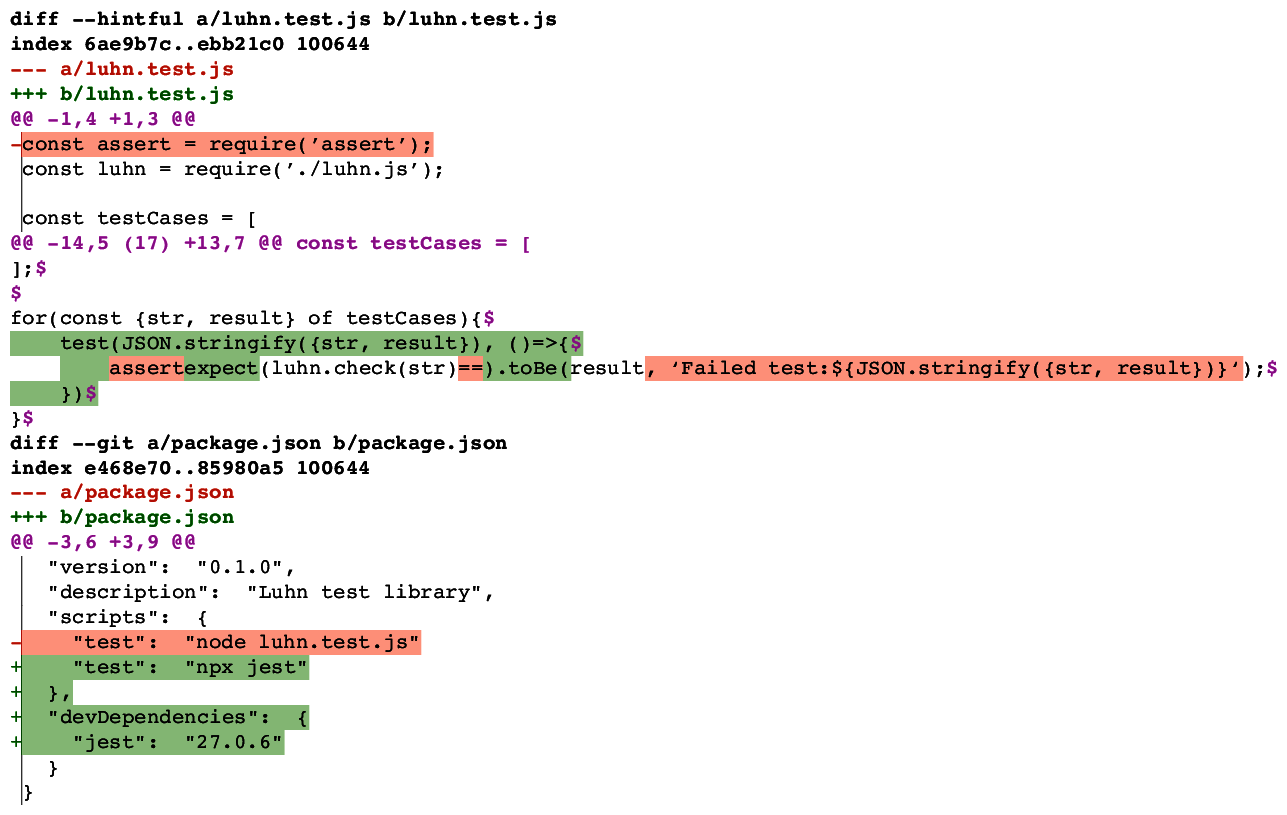 diff --hintful a/luhn.test.js b/luhn.test.js
index 6ae9b7c..ebb21c0 100644
--- a/luhn.test.js
+++ b/luhn.test.js
@@ -1,4 +1,3 @@
-const assert = require(’assert’);
 const luhn = require(’./luhn.js’);
 const testCases = [
@@ -14,5 (17) +13,7 @@ const testCases = [
];$
$
for(const {str, result} of testCases){$
    test(JSON.stringify({str, result}), ()=>{$
        assertexpect(luhn.check(str)==).toBe(result, ‘Failed test:${JSON.stringify({str, result})}‘);$
    })$
}$
diff --git a/package.json b/package.json
index e468e70..85980a5 100644
--- a/package.json
+++ b/package.json
@@ -3,6 +3,9 @@
   "version":  "0.1.0",
   "description":  "Luhn test library",
   "scripts":  {
-    "test":  "node luhn.test.js"
+    "test":  "npx jest"
+  },
+  "devDependencies":  {
+    "jest":  "27.0.6"
   }
 }